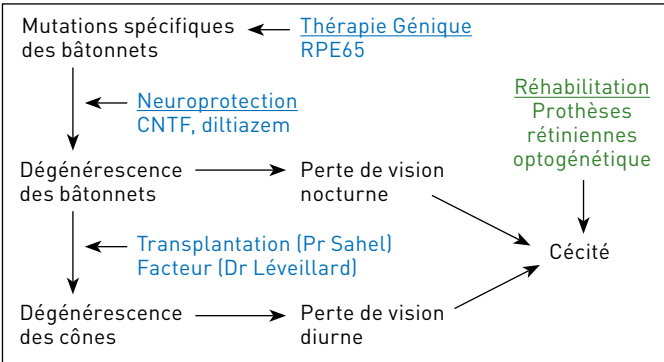 Mutations spécifiques
des bâtonnets
Thérapie Génique
RPE65
Neuroprotection
CNTF, diltiazem
Réhabilitation
Prothèses
rétiniennes
optogénétique
Dégénérescence
des bâtonnets
Perte de vision
nocturne
Transplantation (Pr Sahel)
Facteur (Dr Léveillard)
Cécité
Dégénérescence
des cônes
Perte de vision
diurne